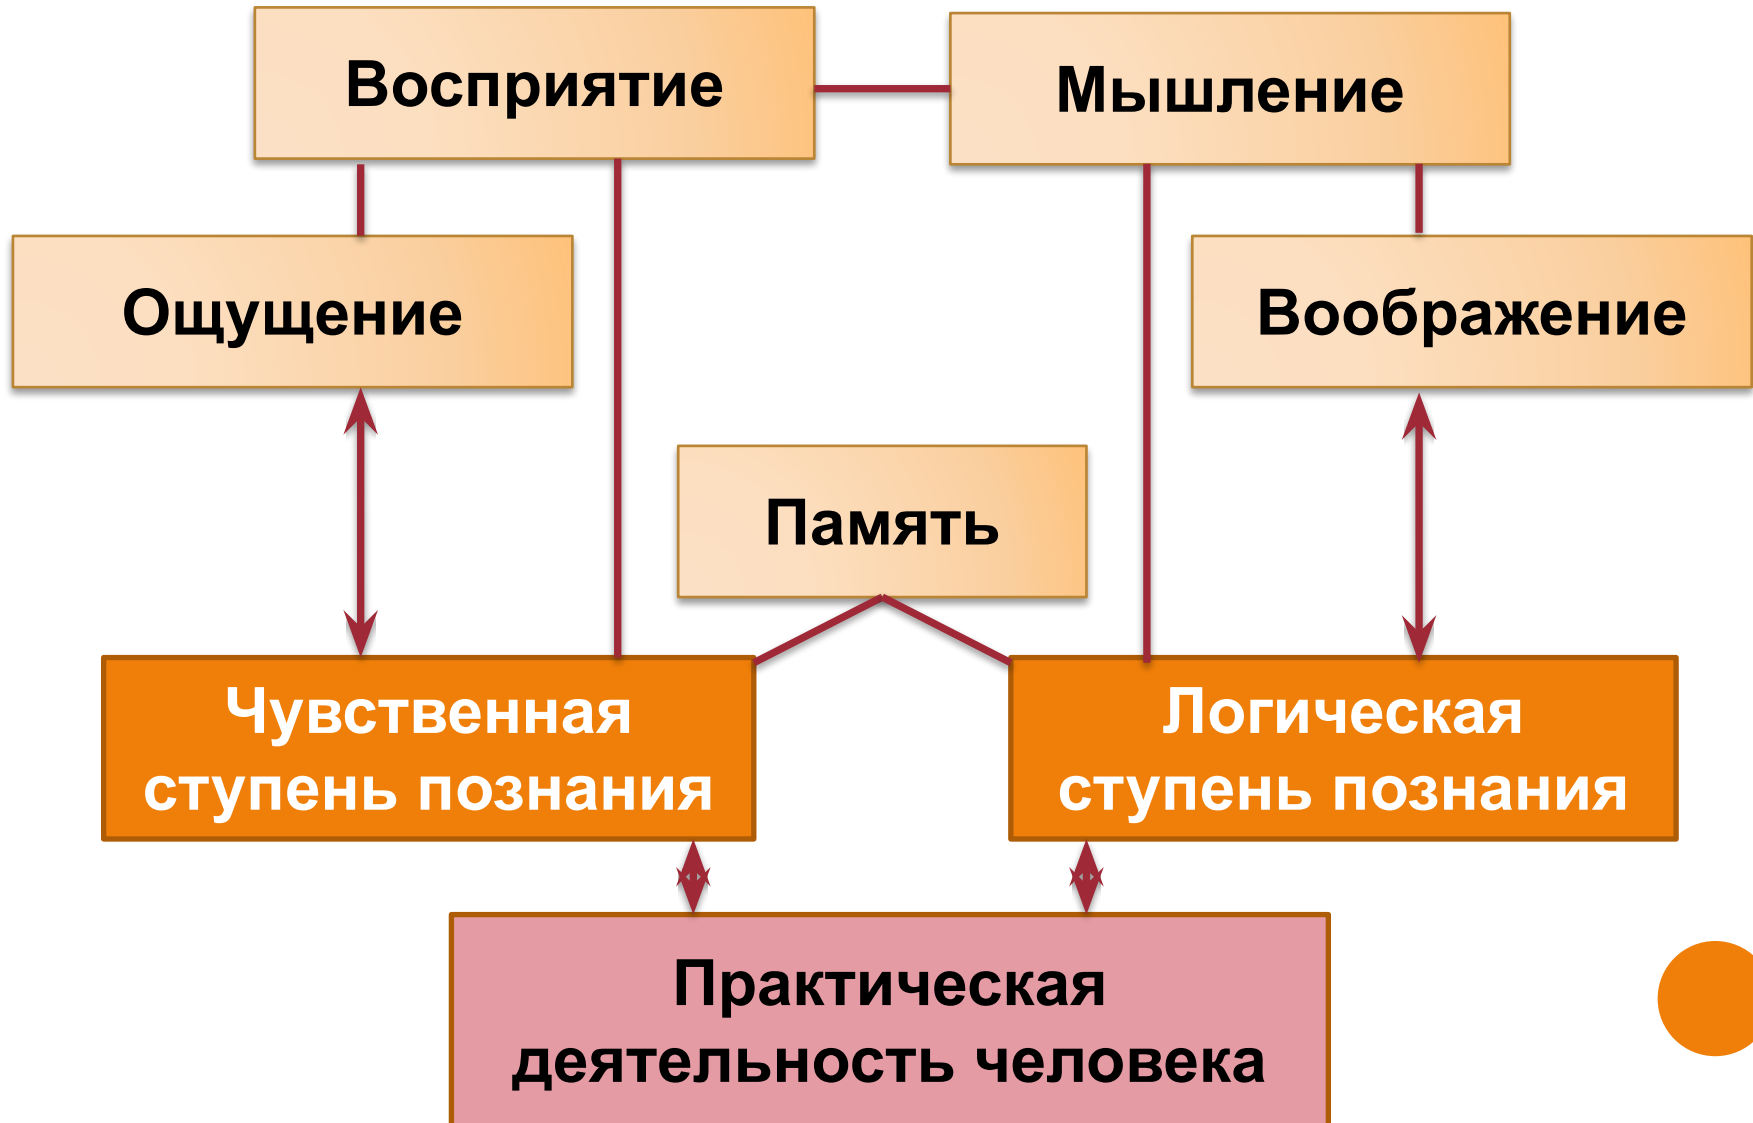 Восприятие
Мышление
Ощущение
Воображение
Память
Чувственная
ступень познания
Логическая
ступень познания
Практическая
деятельность человека